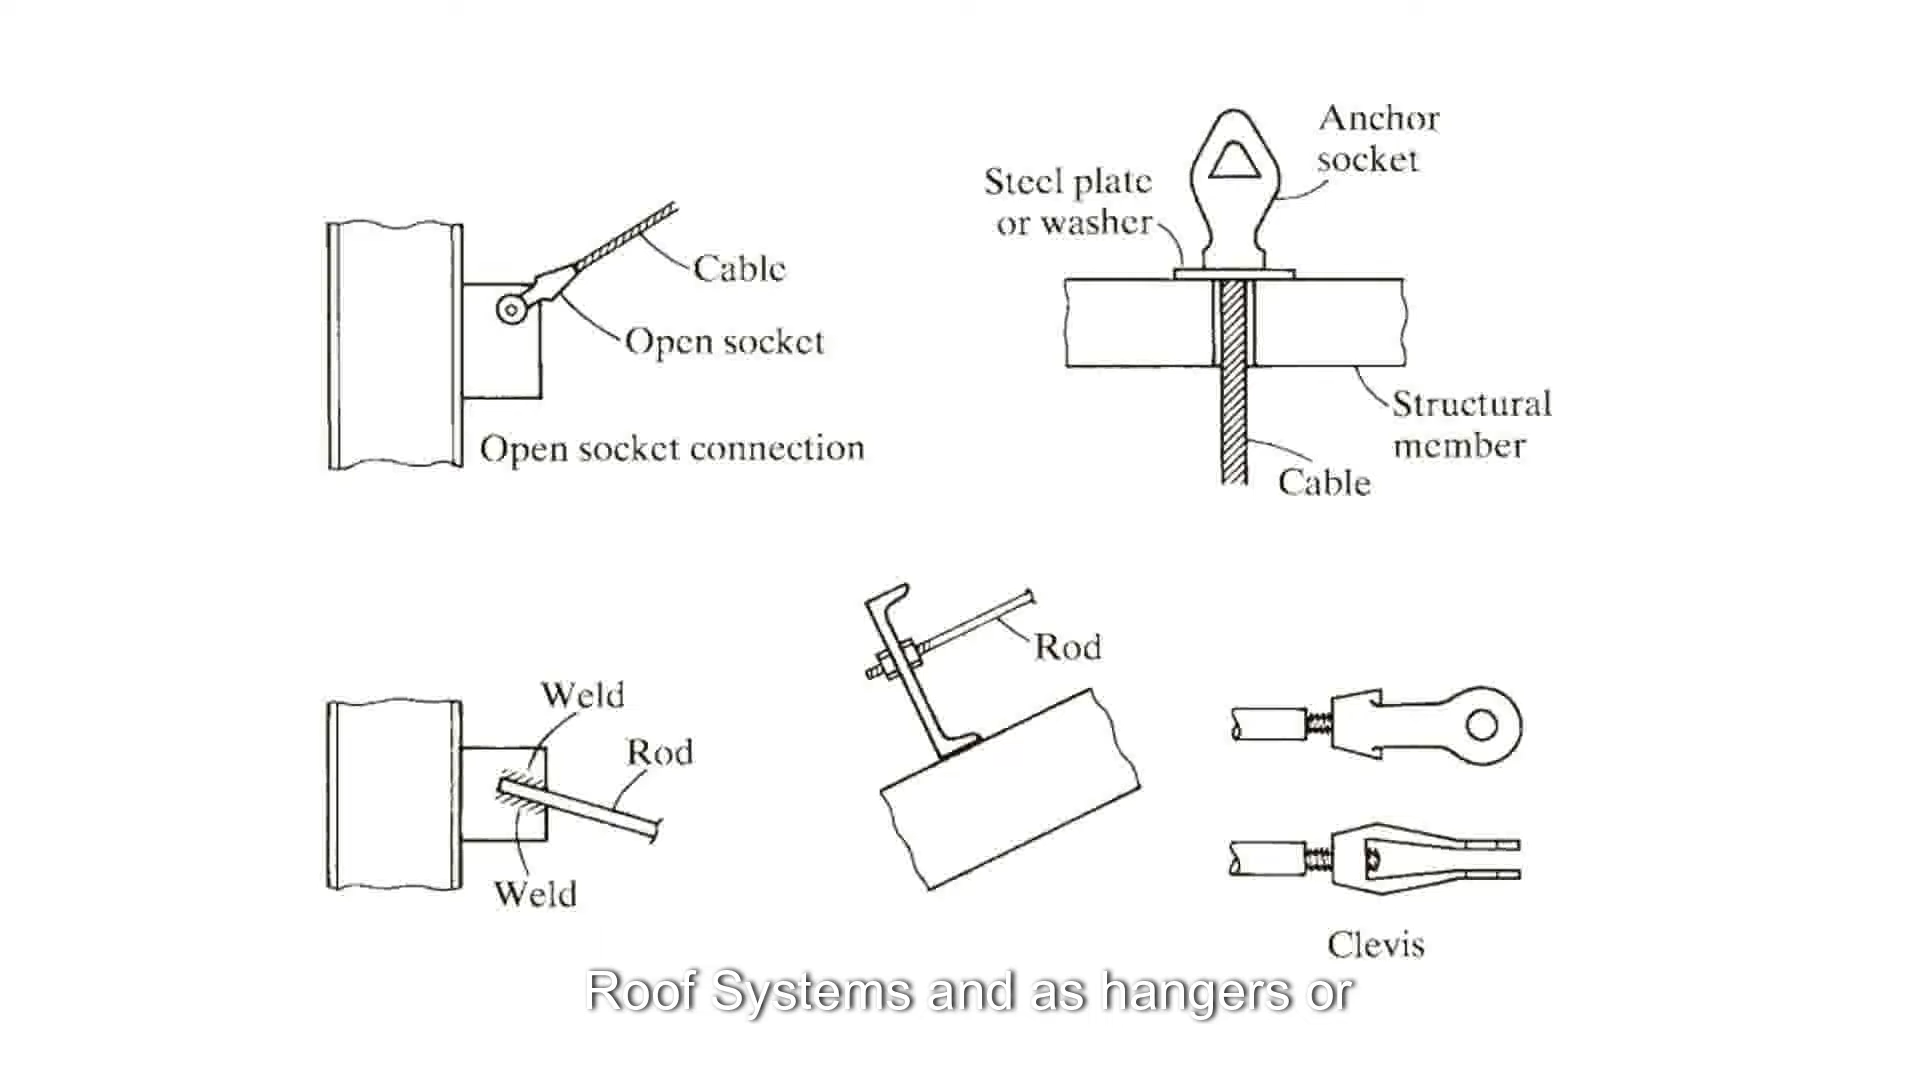 Anchor
socket
Steel plate
or washer
Cable
Open socket
Open socket connection
Structural
member
Cable
Weld
Rod
Weld
Rod
Clevis
Roof Systems and as hangers or